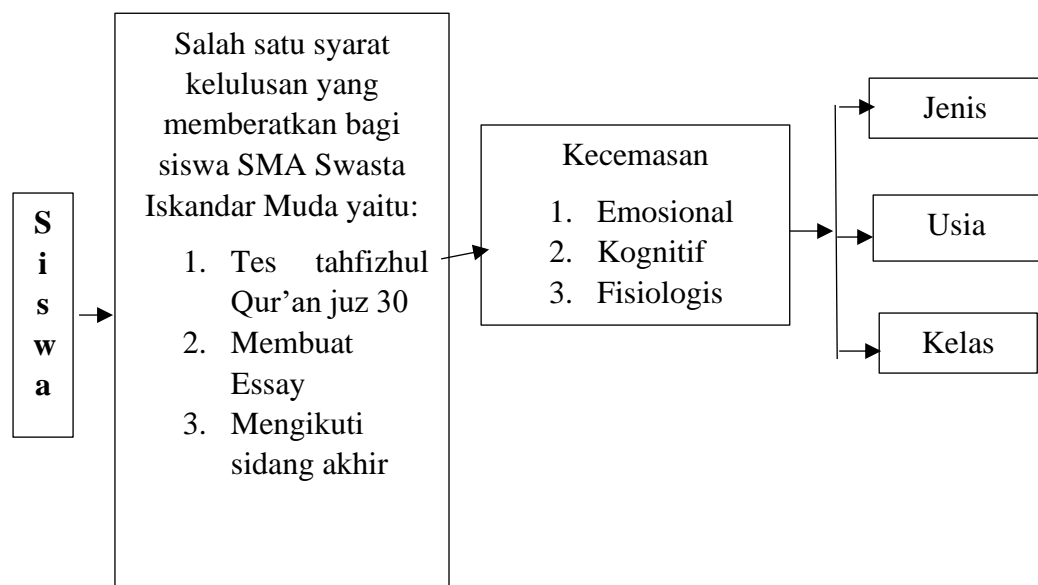 S
i
s
w
a
Salah satu syarat
kelulusan yang
memberatkan bagi
siswa SMA Swasta
Iskandar Muda yaitu:
1. Tes tahfizhul
Qur’an juz 30
2. Membuat
Essay
3. Mengikuti
sidang akhir
Kecemasan
1. Emosional
2. Kognitif
3. Fisiologis
Jenis
Usia
Kelas